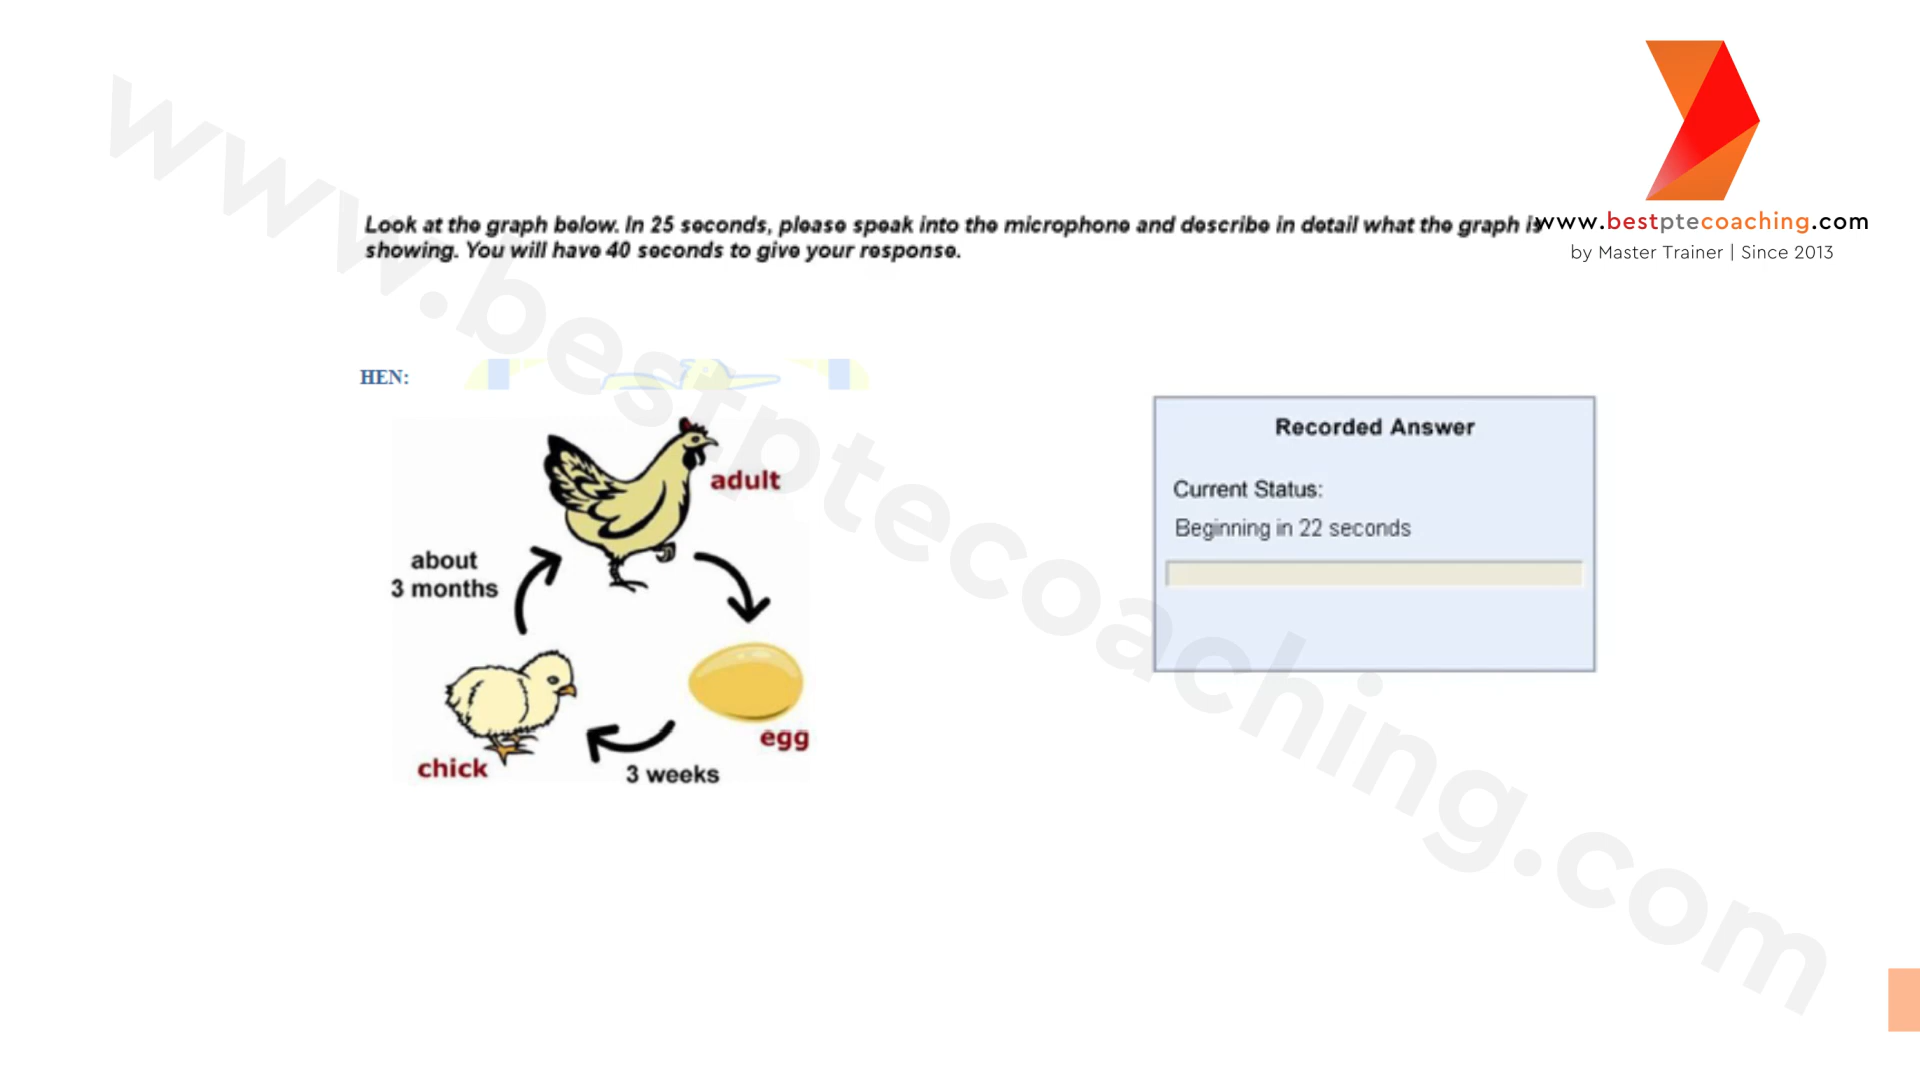 Look at the graph below. In 25 seconds, please speak into the microphone and describe in detail what the graph is
showing. You will have 40 seconds to give your response.
www.bestptecoaching.com
by Master Trainer | Since 2013
HEN:
adult
about
3 months
egg
chick
3 weeks
Recorded Answer
Current Status:
Beginning in 22 seconds
www.bestptecoaching.com